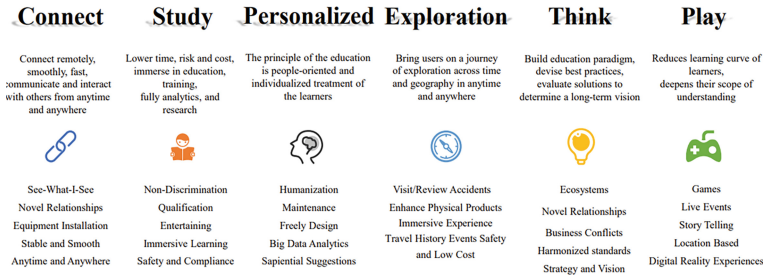 Connect
Connect remotely,
smoothly, fast,
communicate and interact
with others from anytime
and anywhere
See-What-I-See
Novel Relationships
Equipment Installation
Stable and Smooth
Anytime and Anywhere
Study
Lower time, risk and cost,
immerse in education,
training,
fully analytics, and
research
Non-Discrimination
Qualification
Entertaining
Immersive Learning
Safety and Compliance
Personalized
The principle of the education
is people-oriented and
individualized treatment of
the learners
Humanization
Maintenance
Freely Design
Big Data Analytics
Sapiential Suggestions
Exploration
Bring users on a journey
of exploration across time
and geography in anytime
and anywhere
Visit/Review Accidents
Enhance Physical Products
Immersive Experience
Travel History Events Safety
and Low Cost
Think
Build education paradigm,
devise best practices,
evaluate solutions to
determine a long-term vision
Ecosystems
Novel Relationships
Business Conflicts
Harmonized standards
Strategy and Vision
Play
Reduces learning curve of
learners,
deepens their scope of
understanding
Games
Live Events
Story Telling
Location Based
Digital Reality Experiences